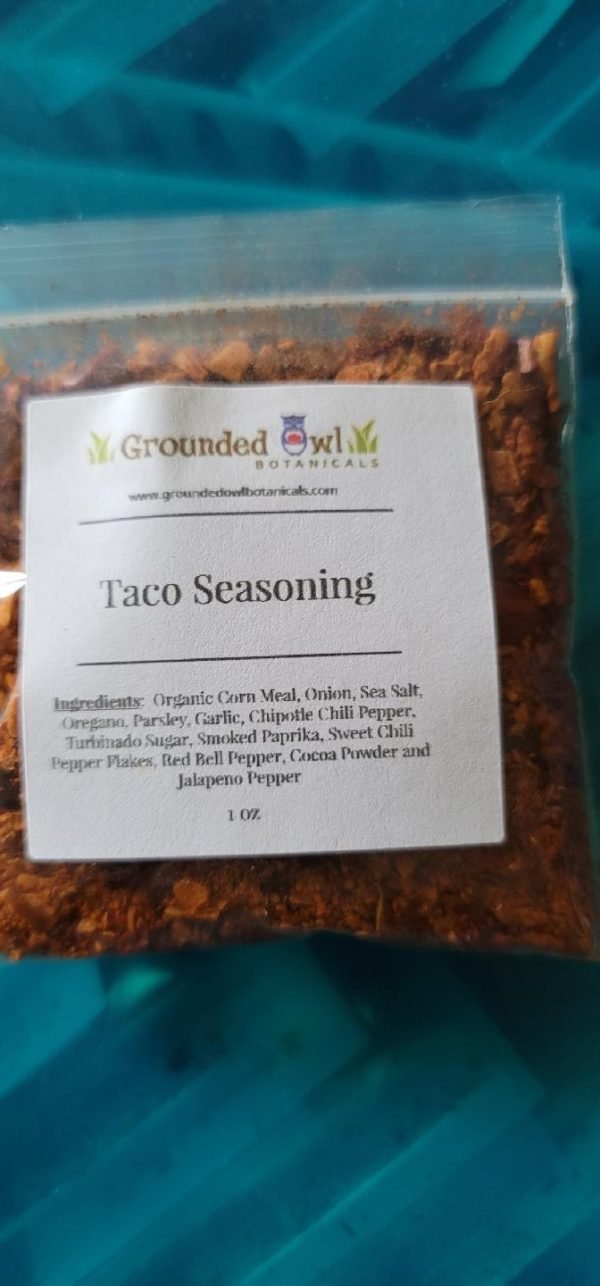 Grounded Owl
BOTANICALS
www.groundedowlbotanicals.com
Taco Seasoning
Ingredients: Organic Corn Meal, Onion, Sea Salt,
Oregano, Parsley, Garlic, Chipotle Chili Pepper,
Turbinado Sugar, Smoked Paprika, Sweet Chili
Pepper Flakes, Red Bell Pepper, Cocoa Powder and
Jalapeno Pepper
1 OZ